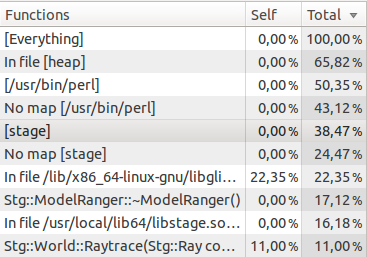 Functions Self Total
[Everything] 0,00 % 100,00 %
In file [heap] 0,00 % 65,82 %
[/usr/bin/perl] 0,00 % 50,35 %
No map [/usr/bin/perl] 0,00 % 43,12 %
[stage] 0,00 % 38,47 %
No map [stage] 0,00 % 24,47 %
In file /lib/x86_64-linux-gnu/libgli... 22,35 % 22,35 %
Stg::ModelRanger::~ModelRanger() 0,00 % 17,12 %
In file /usr/local/lib64/libstage.so... 0,00 % 16,18 %
Stg::World::Raytrace(Stg::Ray co... 11,00 % 11,00 %